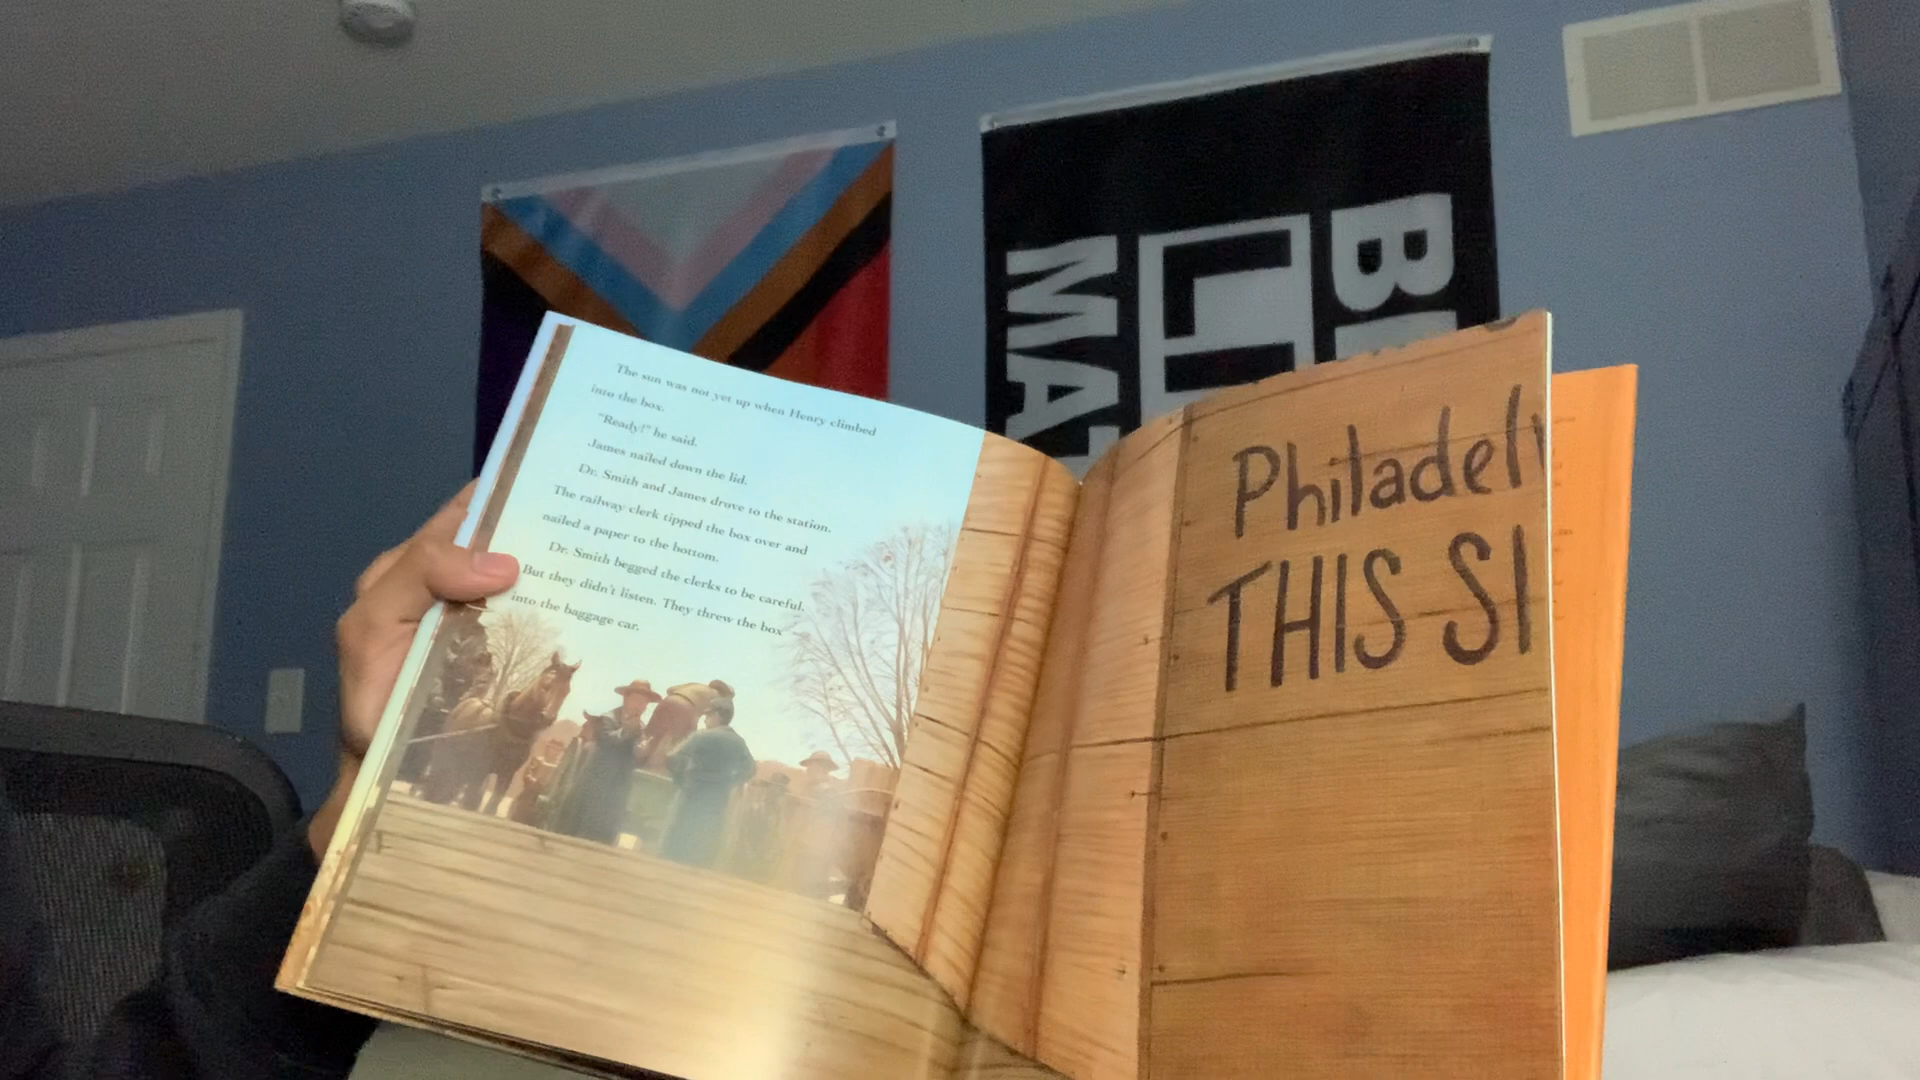 The sun was not yet up when Henry climbed
into the box.
"Ready!" he said.
James nailed down the lid.
Dr. Smith and James drove to the station.
The railway clerk tipped the box over and
nailed a paper to the bottom.
Dr. Smith begged the clerks to be careful.
But they didn't listen. They threw the box
into the baggage car.
Philadel
THIS SI
BL
LI
MAT